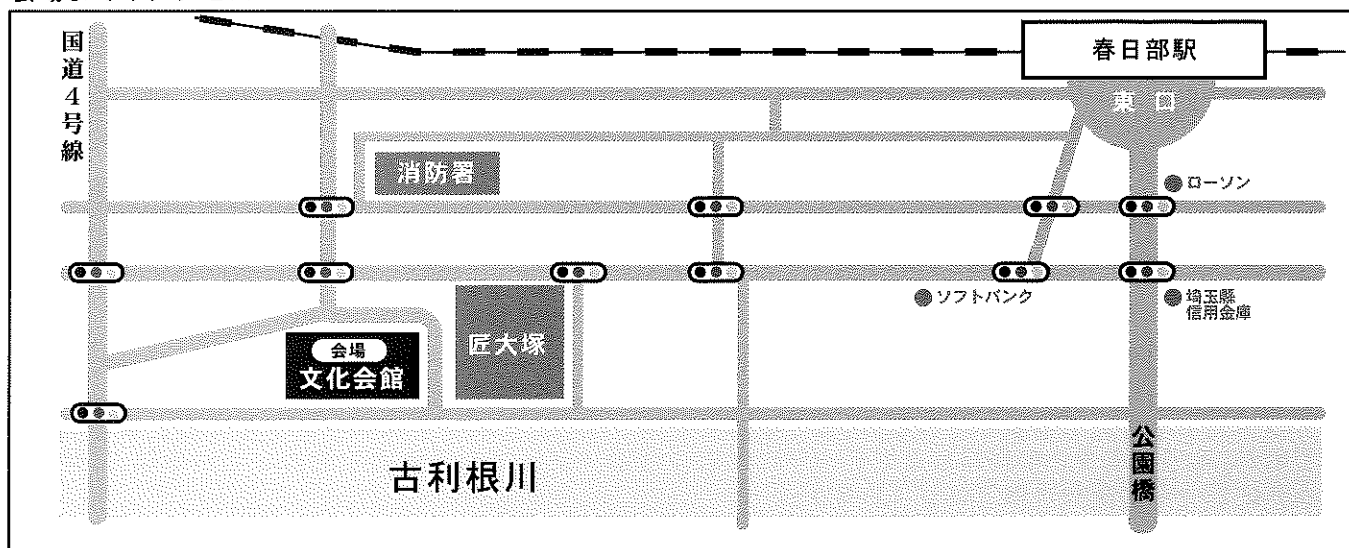 国道4号線
春日部駅
東口
消防署
ローソン
ソフトバンク
埼玉縣
信用金庫
会場
文化会館
匠大塚
古利根川
公園橋